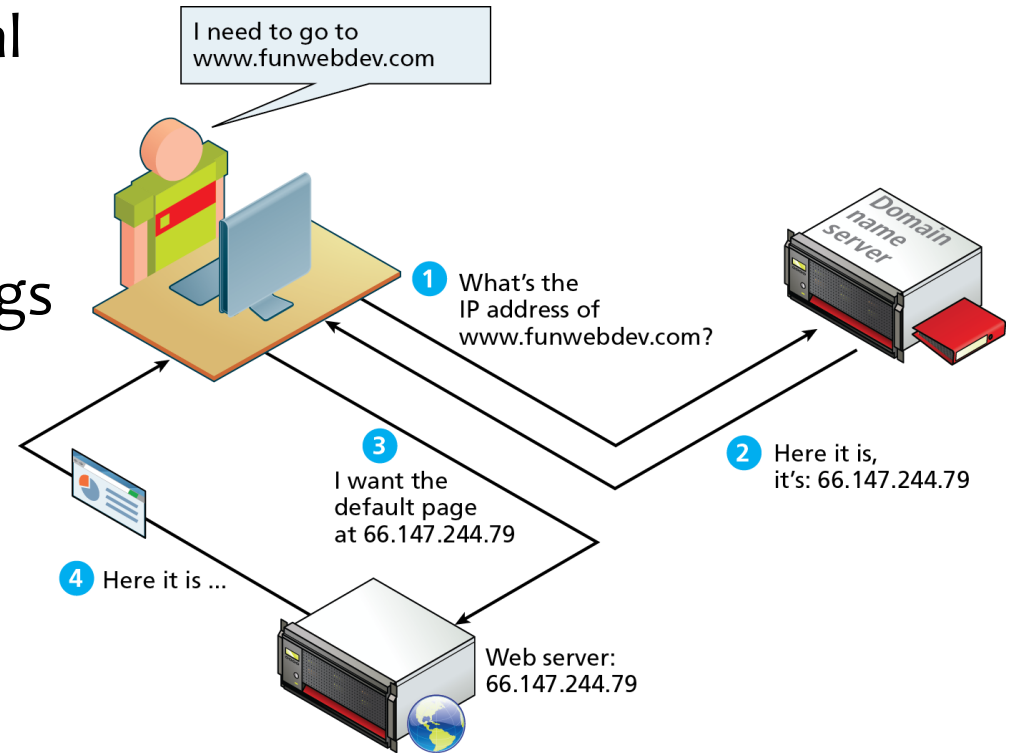 al
I need to go to
www.funwebdev.com
gs
Domain
name
server
1 What's the
IP address of
www.funwebdev.com?
2 Here it is,
it's: 66.147.244.79
3
I want the
default page
at 66.147.244.79
4 Here it is ...
Web server:
66.147.244.79